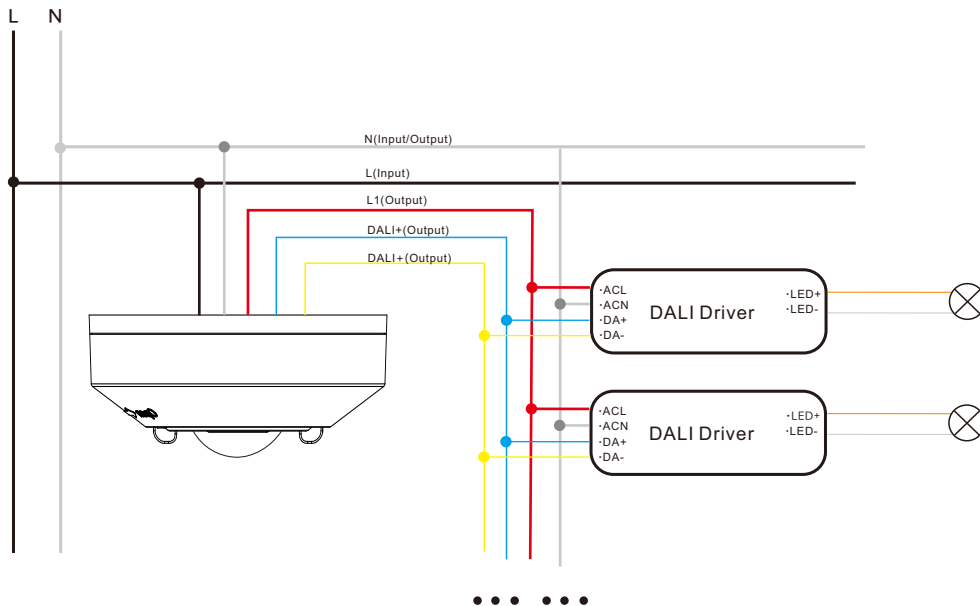 L N
N(Input/Output)
L(Input)
L1(Output)
DALI+(Output)
DALI+(Output)
·ACL
·ACN
·DA+
·DA-
DALI Driver
·LED+
·LED-
·ACL
·ACN
·DA+
·DA-
DALI Driver
·LED+
·LED-